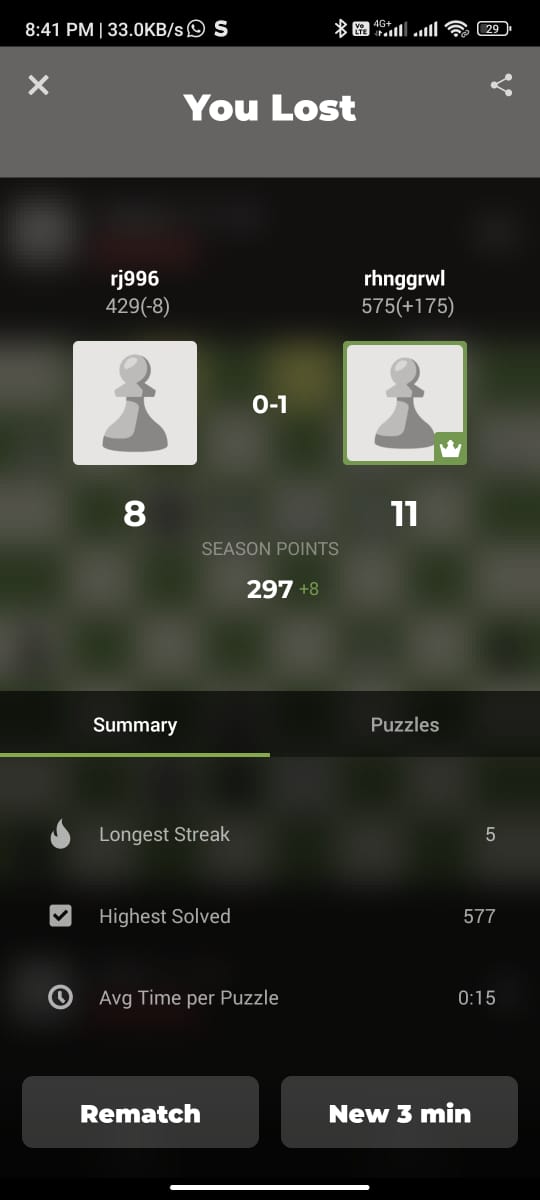 8:41 PM | 33.0KB/s S Vo LTE 4G+ 29
You Lost
rj996 rhnggrwl
429(-8) 575(+175)
0-1
8 11
SEASON POINTS
297 +8
Summary Puzzles
Longest Streak 5
Highest Solved 577
Avg Time per Puzzle 0:15
Rematch New 3 min